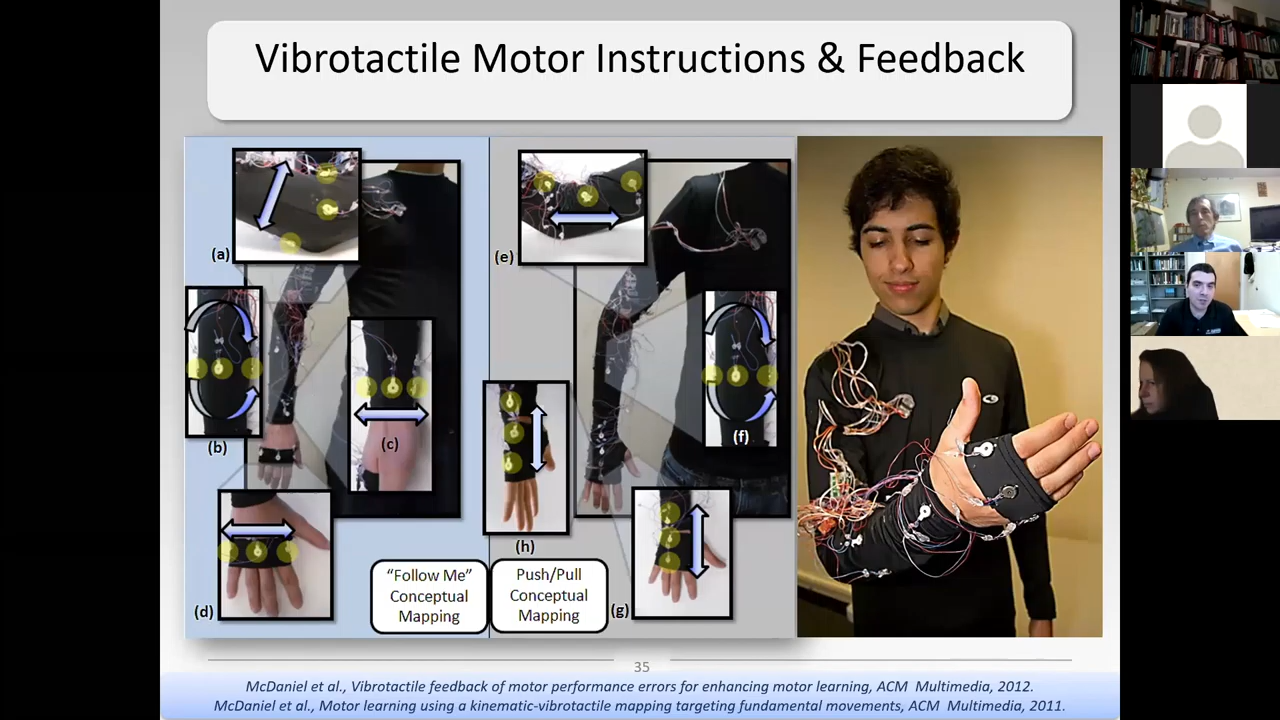 Vibrotactile Motor Instructions & Feedback
(a)
(b)
(c)
(d)
“Follow Me”
Conceptual
Mapping
(e)
(f)
(h)
(g)
Push/Pull
Conceptual
Mapping
35
McDaniel et al., Vibrotactile feedback of motor performance errors for enhancing motor learning, ACM Multimedia, 2012.
McDaniel et al., Motor learning using a kinematic-vibrotactile mapping targeting fundamental movements, ACM Multimedia, 2011.